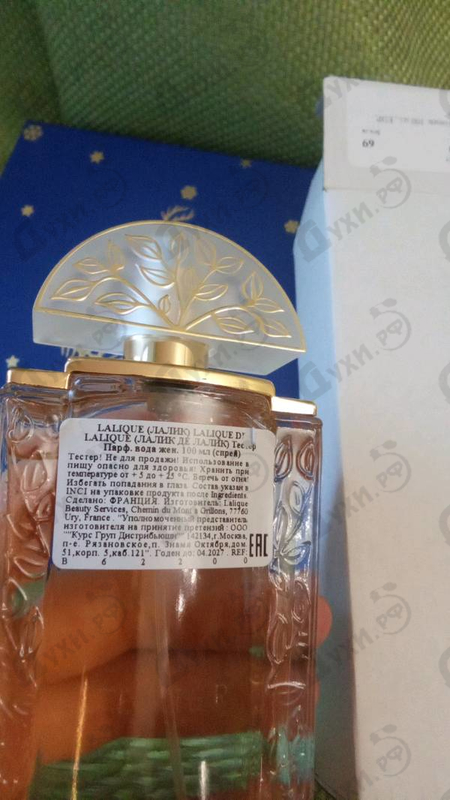 LALIQUE (ЛАЛИК) LALIQUE D'
LALIQUE (ЛАЛИК ДЕ ЛАЛИК) Тестер
Парф. вода жен. 100 мл (спрей)
Тестер! Не для продажи! Использование в
пищу опасно для здоровья! Хранить при
температуре от + 5 до + 25 °C. Беречь от огня!
Избегать попадания в глаза. Состав указан в
INCI на упаковке продукта после Ingredients.
Сделано: ФРАНЦИЯ. Изготовитель: Lalique
Beauty Services, Chemin du Mont à Grillons, 77760
Ury, France. "Уполномоченный представитель
изготовителя на принятия претензий: ООО
""Курс Груп Дистрибьюшн"" 142134, г.Москва,
п-е. Рязановское,п. Знамя Октября,дом.
51,корп. 5,каб.121". Годен до: 04.2027 . REF:
B 6 2 2 0 0
EAC
69
Духи.рф